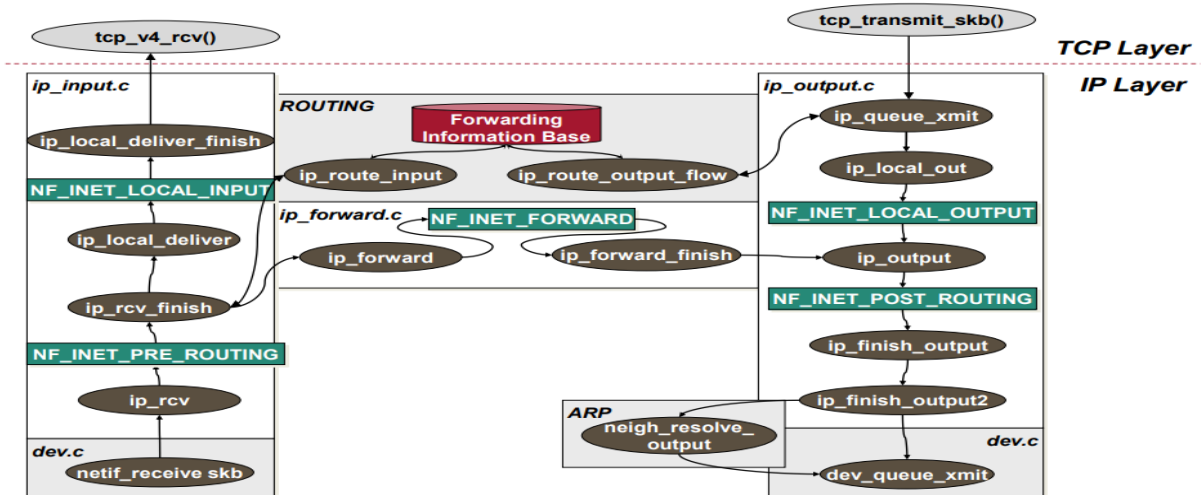 tcp_v4_rcv()
tcp_transmit_skb()
TCP Layer
IP Layer
ip_input.c
ip_local_deliver_finish
NF_INET_LOCAL_INPUT
ip_local_deliver
ip_rcv_finish
NF_INET_PRE_ROUTING
ip_rcv
dev.c
netif_receive skb
ROUTING
Forwarding
Information Base
ip_route_input
ip_route_output_flow
ip_forward.c
NF_INET_FORWARD
ip_forward
ip_forward_finish
ip_output.c
ip_queue_xmit
ip_local_out
NF_INET_LOCAL_OUTPUT
ip_output
NF_INET_POST_ROUTING
ip_finish_output
ip_finish_output2
ARP
neigh_resolve_
output
dev.c
dev_queue_xmit